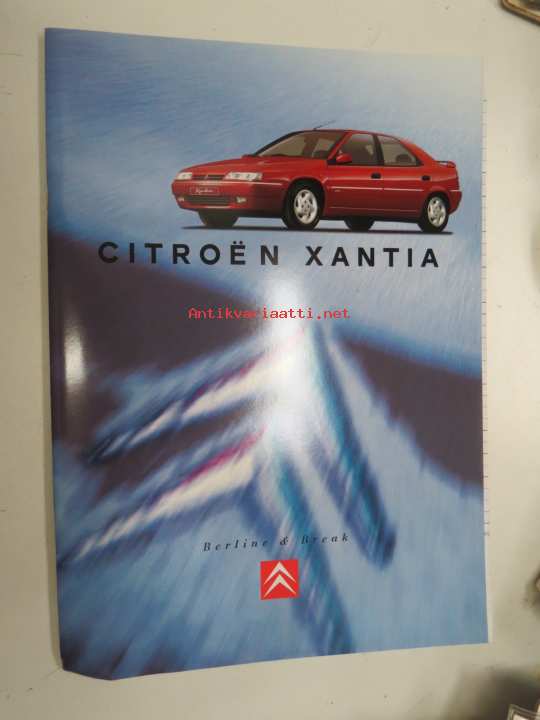 CITROËN XANTIA
Antikvariaatti.net
Berline & Break